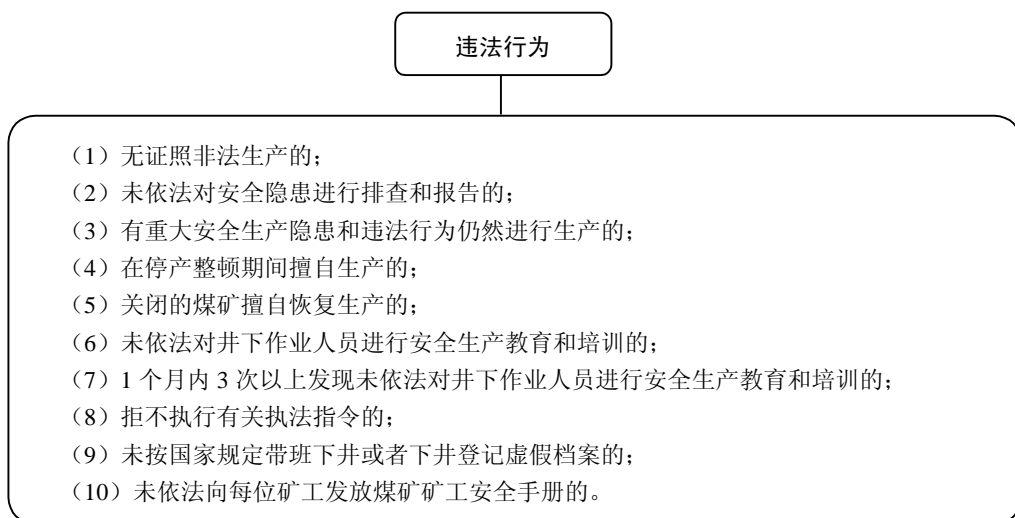 违法行为
（1）无证照非法生产的；
（2）未依法对安全隐患进行排查和报告的；
（3）有重大安全生产隐患和违法行为仍然进行生产的；
（4）在停产整顿期间擅自生产的；
（5）关闭的煤矿擅自恢复生产的；
（6）未依法对井下作业人员进行安全生产教育和培训的；
（7）1 个月内 3 次以上发现未依法对井下作业人员进行安全生产教育和培训的；
（8）拒不执行有关执法指令的；
（9）未按国家规定带班下井或者下井登记虚假档案的；
（10）未依法向每位矿工发放煤矿矿工安全手册的。